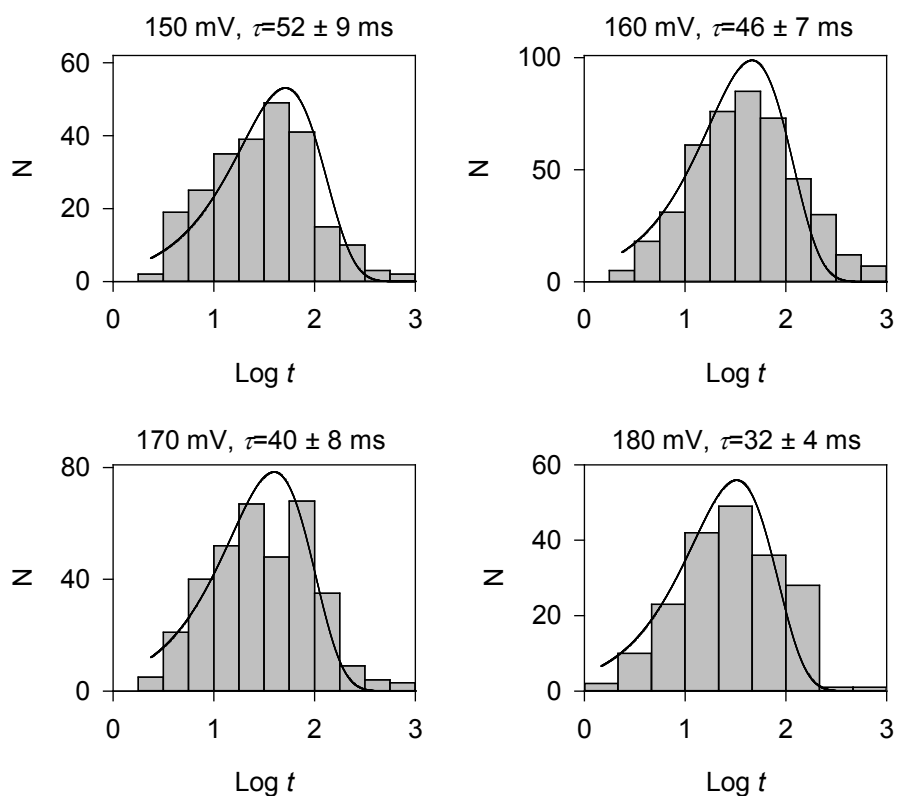 150 mV, τ=52 ± 9 ms
60
40
20
0
N
0 1 2 3
Log t
160 mV, τ=46 ± 7 ms
100
50
0
N
0 1 2 3
Log t
170 mV, τ=40 ± 8 ms
80
40
0
N
0 1 2 3
Log t
180 mV, τ=32 ± 4 ms
60
40
20
0
N
0 1 2 3
Log t